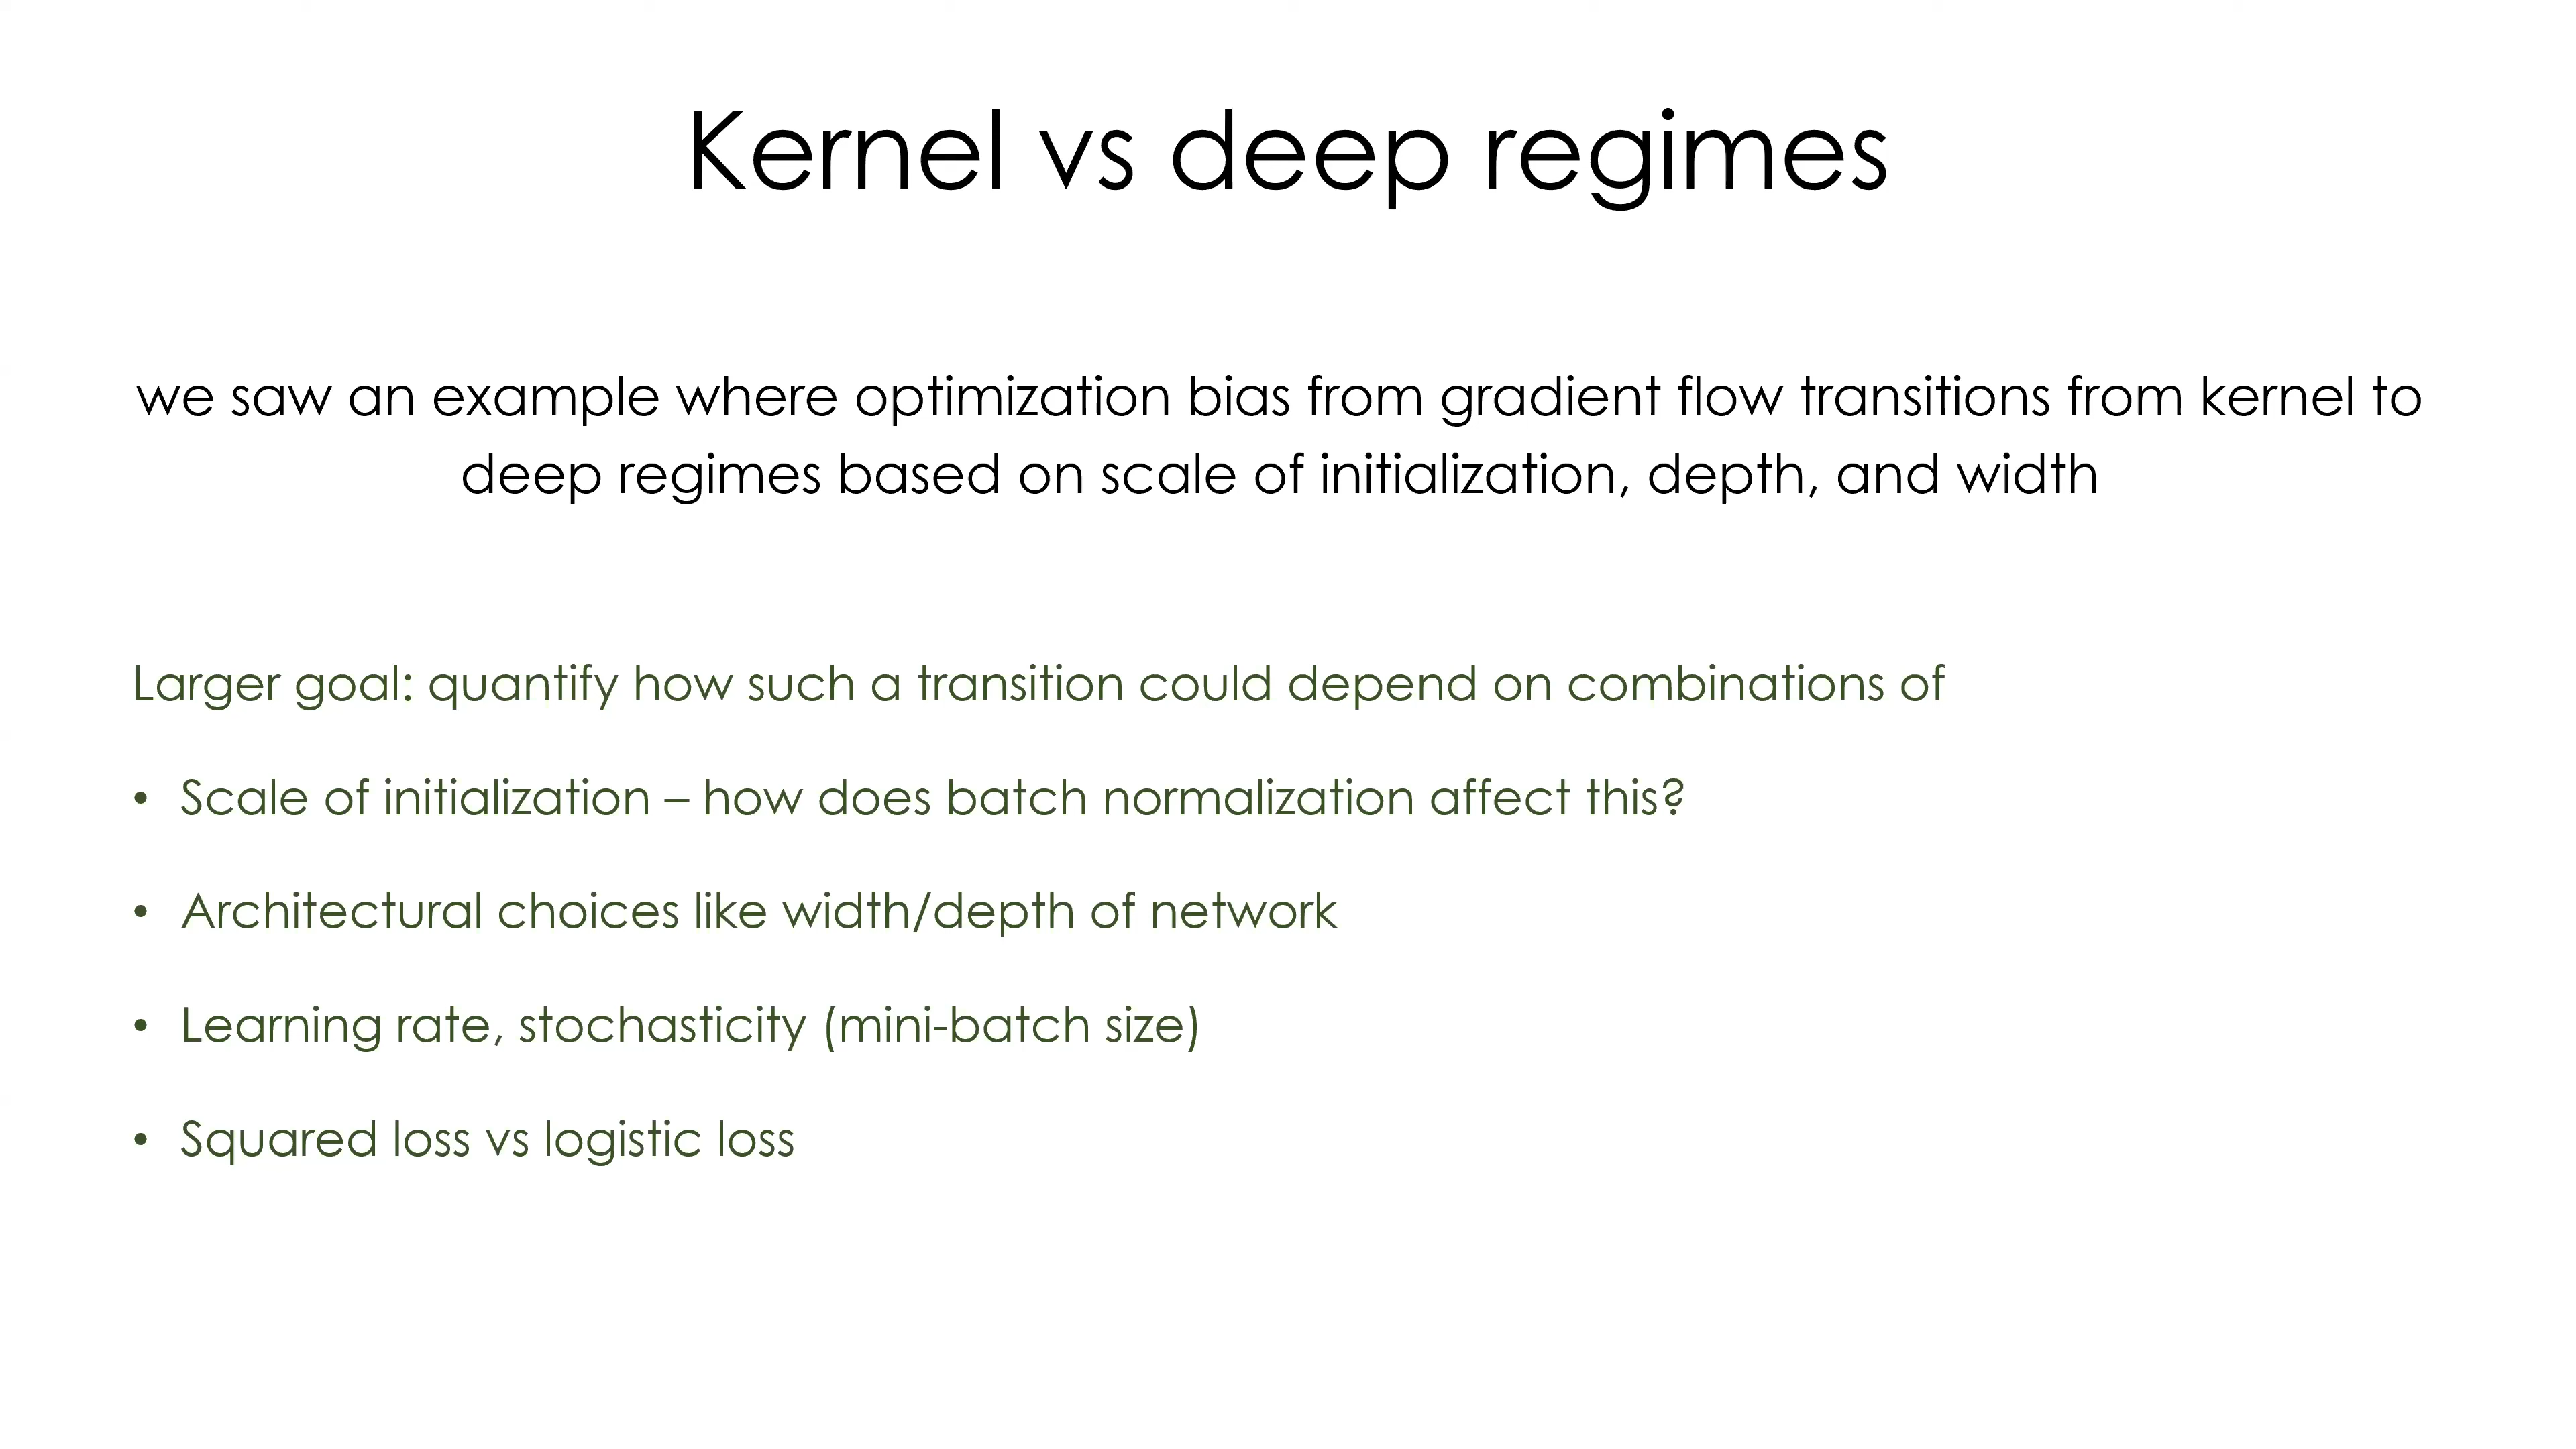 Kernel vs deep regimes
we saw an example where optimization bias from gradient flow transitions from kernel to
deep regimes based on scale of initialization, depth, and width
Larger goal: quantify how such a transition could depend on combinations of
• Scale of initialization – how does batch normalization affect this?
• Architectural choices like width/depth of network
• Learning rate, stochasticity (mini-batch size)
• Squared loss vs logistic loss